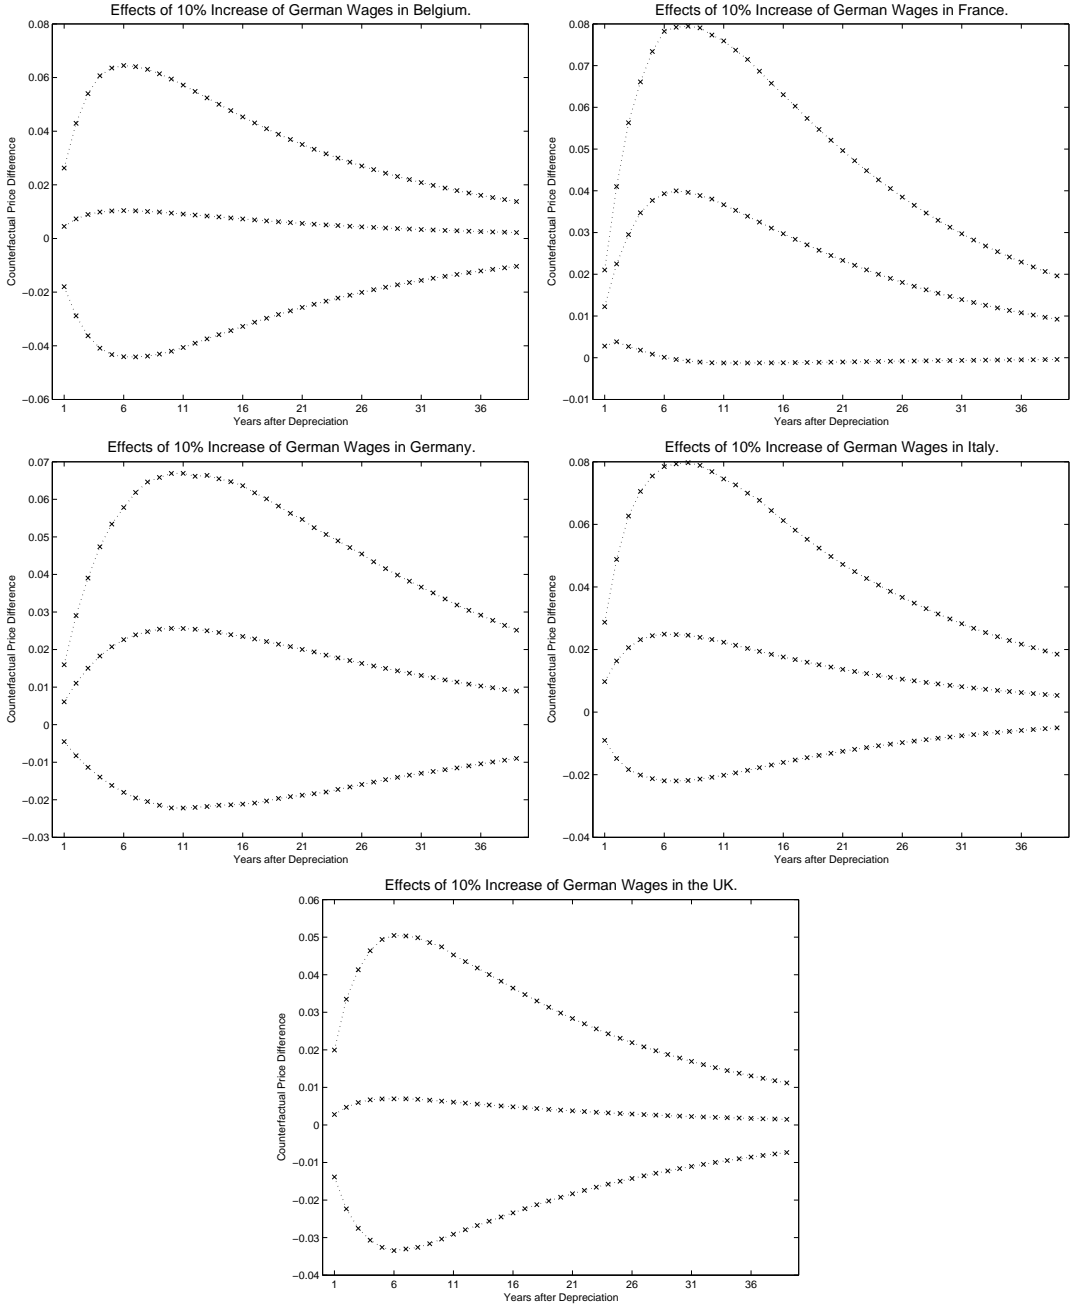 Effects of 10% Increase of German Wages in Belgium.
0.08
0.06
0.04
0.02
0
−0.02
−0.04
−0.06
Counterfactual Price Difference
1 6 11 16 21 26 31 36
Years after Depreciation
Effects of 10% Increase of German Wages in France.
0.08
0.07
0.06
0.05
0.04
0.03
0.02
0.01
0
−0.01
Counterfactual Price Difference
1 6 11 16 21 26 31 36
Years after Depreciation
Effects of 10% Increase of German Wages in Germany.
0.07
0.06
0.05
0.04
0.03
0.02
0.01
0
−0.01
−0.02
−0.03
Counterfactual Price Difference
1 6 11 16 21 26 31 36
Years after Depreciation
Effects of 10% Increase of German Wages in Italy.
0.08
0.06
0.04
0.02
0
−0.02
−0.04
Counterfactual Price Difference
1 6 11 16 21 26 31 36
Years after Depreciation
Effects of 10% Increase of German Wages in the UK.
0.06
0.05
0.04
0.03
0.02
0.01
0
−0.01
−0.02
−0.03
−0.04
Counterfactual Price Difference
1 6 11 16 21 26 31 36
Years after Depreciation